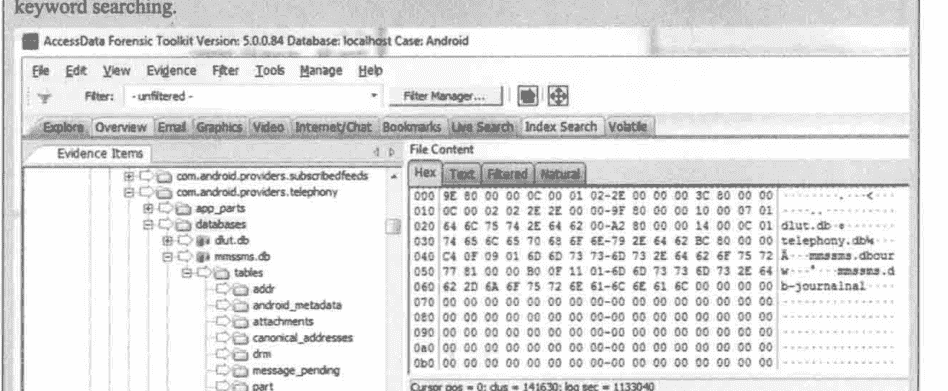 keyword searching.
AccessData Forensic Toolkit Version: 5.0.0.84 Database: localhost Case: Android
File Edit View Evidence Filter Tools Manage Help
Filter: - unfiltered - Filter Manager...
Explore Overview Email Graphics Video Internet/Chat Bookmarks Live Search Index Search Volatile
Evidence Items
com.android.providers.subscribedfeeds
com.android.providers.telephony
app_parts
databases
dlut.db
mmssms.db
tables
addr
android_metadata
attachments
canonical_addresses
drm
message_pending
part
File Content
Hex Text Filtered Natural
000 9E 80 00 00 0C 00 01 02-2E 00 00 00 3C 80 00 00 ············<···
010 0C 00 02 02 2E 2E 00 00-9F 80 00 00 10 00 07 01
020 64 6C 75 74 2E 64 62 00-A2 80 00 00 14 00 0C 01 dlut.db
030 74 65 6C 65 70 68 6F 6E-79 2E 64 62 BC 80 00 00 telephony.db¼
040 C4 0F 09 01 6D 6D 73 73-6D 73 2E 64 62 6F 75 72 Ä···mmssms.dbour
050 77 81 00 00 B0 0F 11 01-6D 6D 73 73 6D 73 2E 64 w···°···mmssms.d
060 62 2D 6A 6F 75 72 6E 61-6C 6E 61 6C 00 00 00 00 b-journalnal····
070 00 00 00 00 00 00 00 00-00 00 00 00 00 00 00 00 ················
080 00 00 00 00 00 00 00 00-00 00 00 00 00 00 00 00 ················
090 00 00 00 00 00 00 00 00-00 00 00 00 00 00 00 00 ················
0a0 00 00 00 00 00 00 00 00-00 00 00 00 00 00 00 00 ················
0b0 00 00 00 00 00 00 00 00-00 00 00 00 00 00 00 00 ················
Cursor pos = 0; clus = 141630; log sec = 1133040